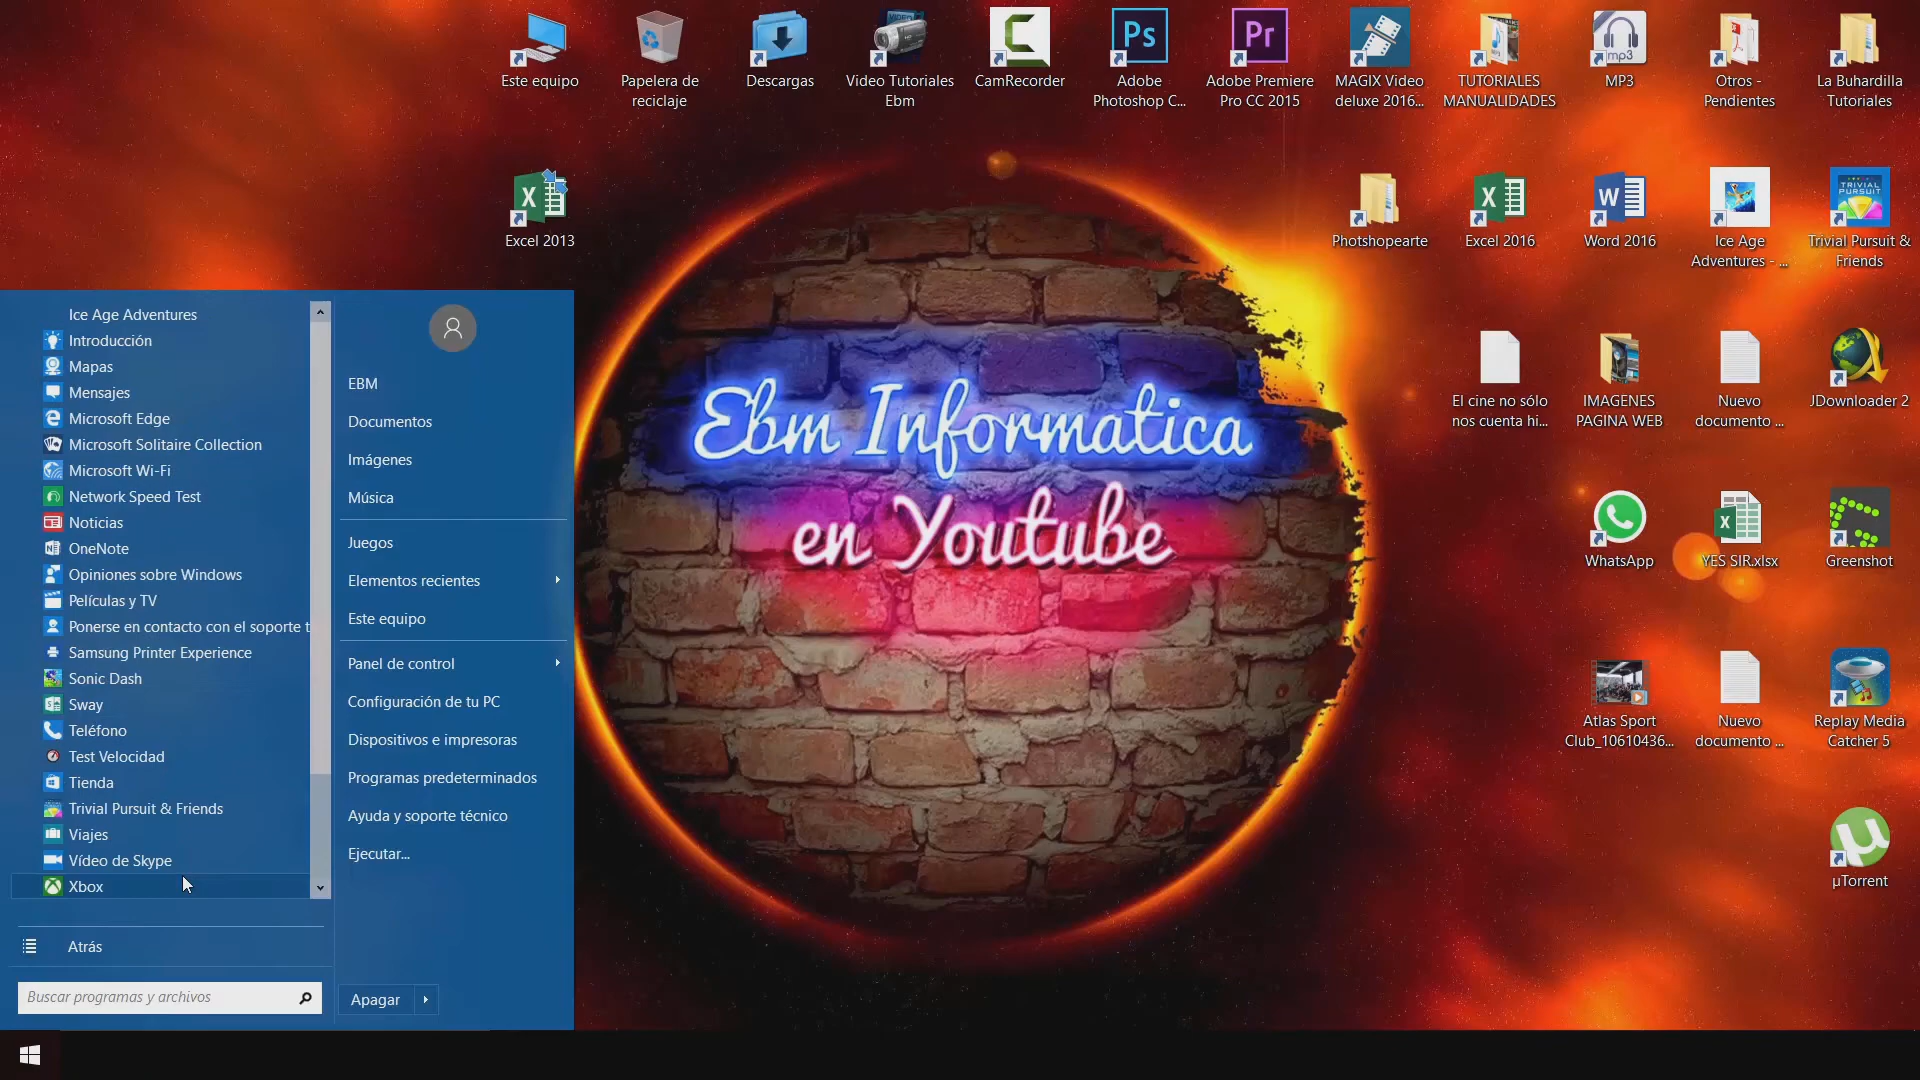 Este equipo
Papelera de
reciclaje
Descargas
Video Tutoriales
Ebm
CamRecorder
Ps
Adobe
Photoshop C...
Pr
Adobe Premiere
Pro CC 2015
MAGIX Video
deluxe 2016...
TUTORIALES
MANUALIDADES
mp3
MP3
Otros -
Pendientes
La Buhardilla
Tutoriales
Excel 2013
Photshopearte
Excel 2016
Word 2016
Ice Age
Adventures - ...
TRIVIAL
PURSUIT
Trivial Pursuit &
Friends
El cine no sólo
nos cuenta hi...
IMAGENES
PAGINA WEB
Nuevo
documento ...
JDownloader 2
WhatsApp
YES SIR.xlsx
Greenshot
Atlas Sport
Club_10610436...
Nuevo
documento ...
Replay Media
Catcher 5
µTorrent
Ebm Informatica
en Youtube
Ice Age Adventures
Introducción
Mapas
Mensajes
Microsoft Edge
Microsoft Solitaire Collection
Microsoft Wi-Fi
Network Speed Test
Noticias
OneNote
Opiniones sobre Windows
Películas y TV
Ponerse en contacto con el soporte t
Samsung Printer Experience
Sonic Dash
Sway
Teléfono
Test Velocidad
Tienda
Trivial Pursuit & Friends
Viajes
Vídeo de Skype
Xbox
Atrás
Buscar programas y archivos
EBM
Documentos
Imágenes
Música
Juegos
Elementos recientes
Este equipo
Panel de control
Configuración de tu PC
Dispositivos e impresoras
Programas predeterminados
Ayuda y soporte técnico
Ejecutar...
Apagar